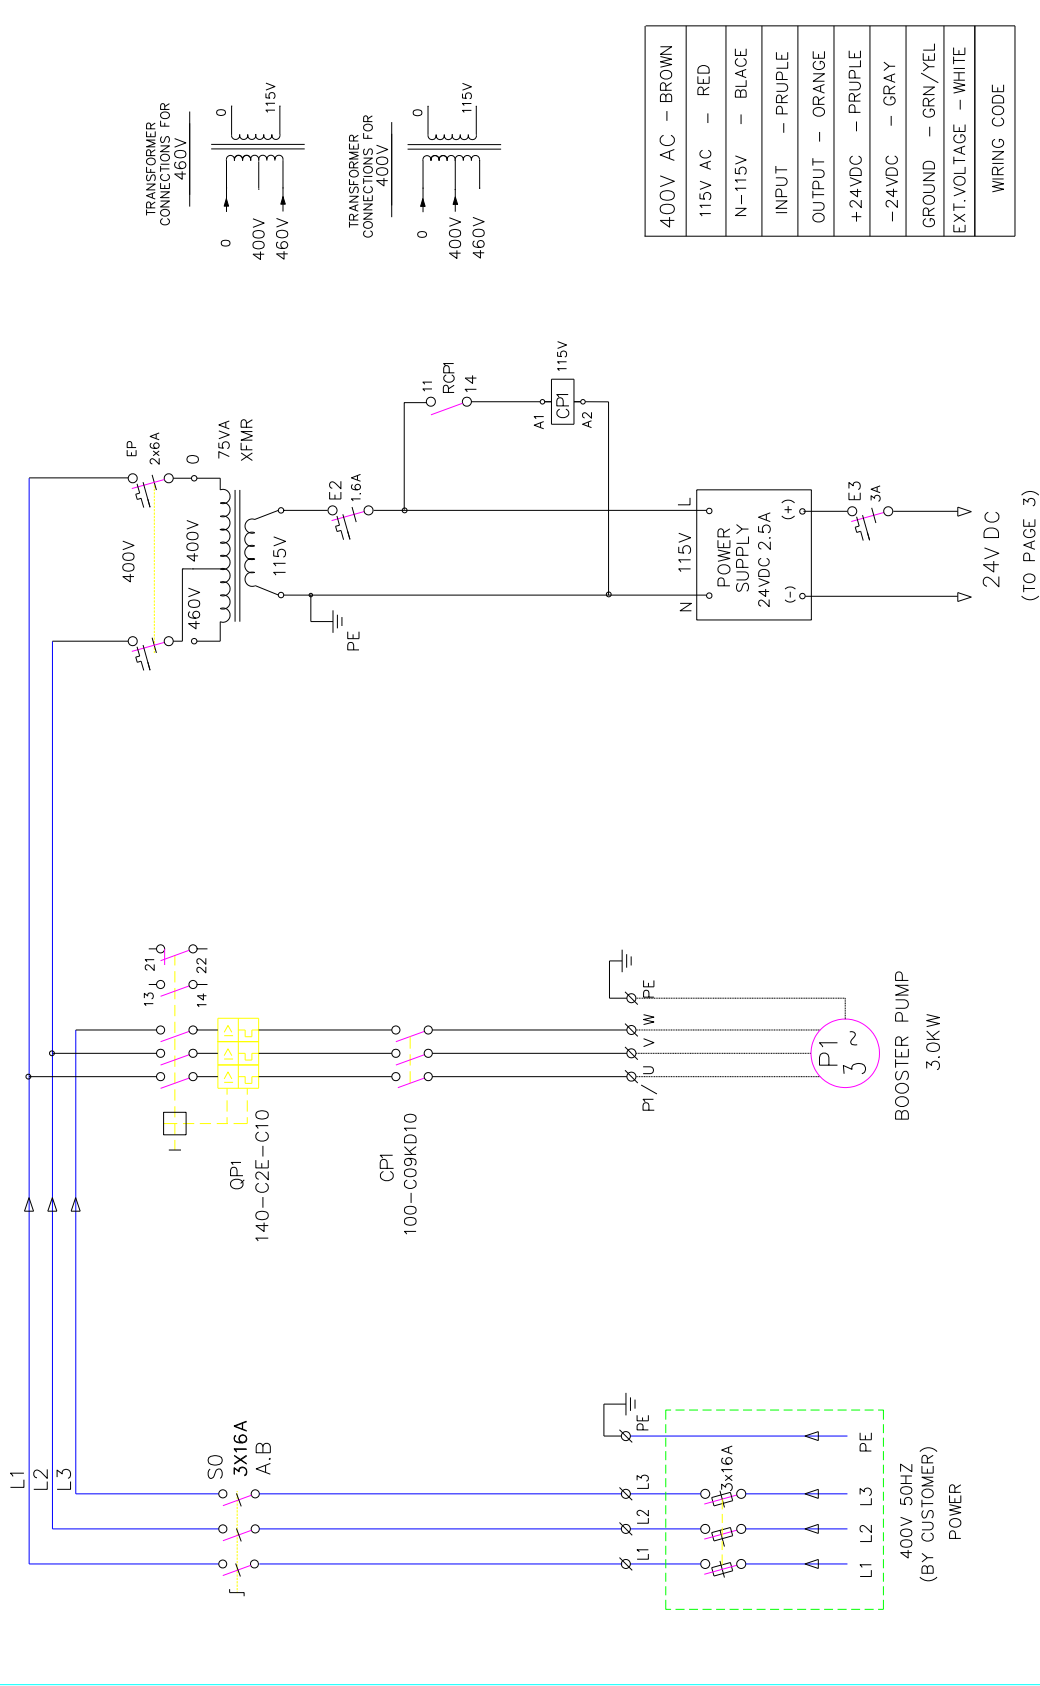 L1
L2
L3
S0
3X16A
A.B
L1
L2
L3
PE
3x16A
L1
L2
L3
PE
400V 50HZ
(BY CUSTOMER)
POWER
13
21
14
22
QP1
140-C2E-C10
CP1
100-C09KD10
P1/
U
V
W
PE
P1
3 ~
BOOSTER PUMP
3.0KW
400V
EP
2x6A
460V
400V
0
75VA
XFMR
115V
PE
E2
1.6A
11
RCP1
14
A1
CP1
A2
115V
115V
N
L
POWER
SUPPLY
24VDC 2.5A
(-)
(+)
E3
3A
24V DC
(TO PAGE 3)
TRANSFORMER
CONNECTIONS FOR
460V
0
400V
460V
0
115V
TRANSFORMER
CONNECTIONS FOR
400V
0
400V
460V
0
115V
400V AC - BROWN
115V AC - RED
N-115V - BLACE
INPUT - PRUPLE
OUTPUT - ORANGE
+24VDC - PRUPLE
-24VDC - GRAY
GROUND - GRN/YEL
EXT.VOLTAGE - WHITE
WIRING CODE